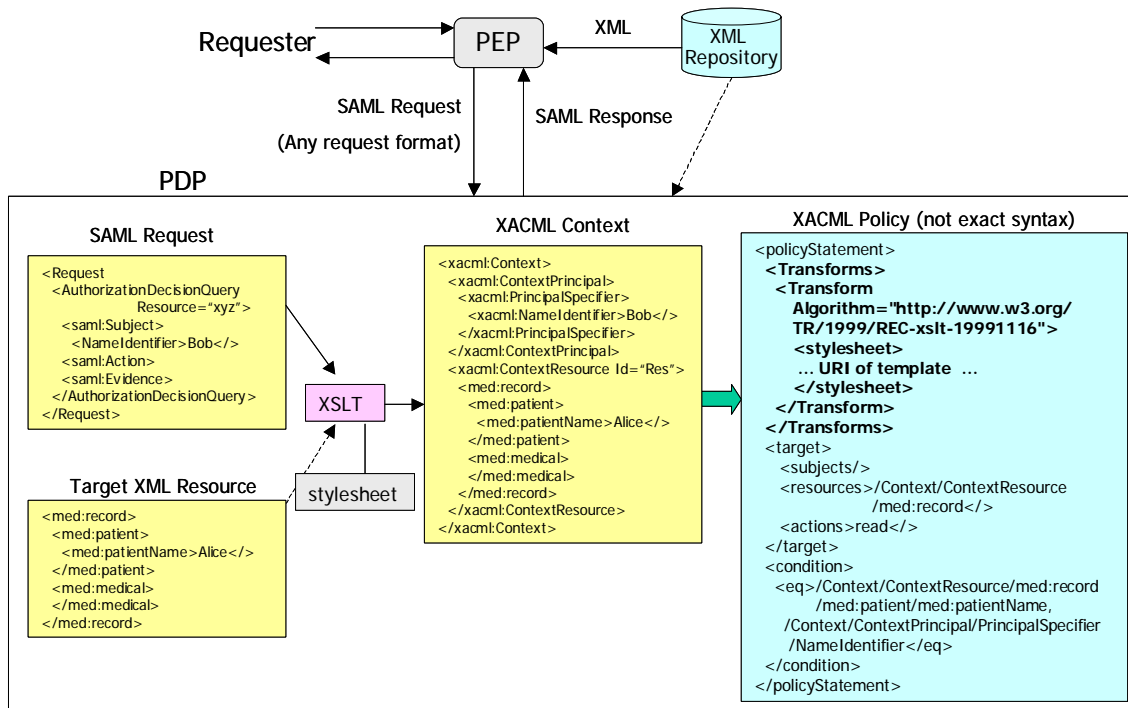 Requester
PEP
XML
XML
Repository
SAML Request
(Any request format)
SAML Response
PDP
SAML Request
<Request
<AuthorizationDecisionQuery
Resource="xyz">
<saml:Subject>
<NameIdentifier>Bob</>
<saml:Action>
<saml:Evidence>
</AuthorizationDecisionQuery>
</Request>
Target XML Resource
<med:record>
<med:patient>
<med:patientName>Alice</>
</med:patient>
<med:medical>
</med:medical>
</med:record>
XSLT
stylesheet
XACML Context
<xacml:Context>
<xacml:ContextPrincipal>
<xacml:PrincipalSpecifier>
<xacml:NameIdentifier>Bob</>
</xacml:PrincipalSpecifier>
</xacml:ContextPrincipal>
<xacml:ContextResource Id="Res">
<med:record>
<med:patient>
<med:patientName>Alice</>
</med:patient>
<med:medical>
</med:medical>
</med:record>
</xacml:ContextResource>
</xacml:Context>
XACML Policy (not exact syntax)
<policyStatement>
<Transforms>
<Transform
Algorithm="http://www.w3.org/
TR/1999/REC-xslt-19991116">
<stylesheet>
... URI of template ...
</stylesheet>
</Transform>
</Transforms>
<target>
<subjects/>
<resources>/Context/ContextResource
/med:record</>
<actions>read</>
</target>
<condition>
<eq>/Context/ContextResource/med:record
/med:patient/med:patientName,
/Context/ContextPrincipal/PrincipalSpecifier
/NameIdentifier</eq>
</condition>
</policyStatement>